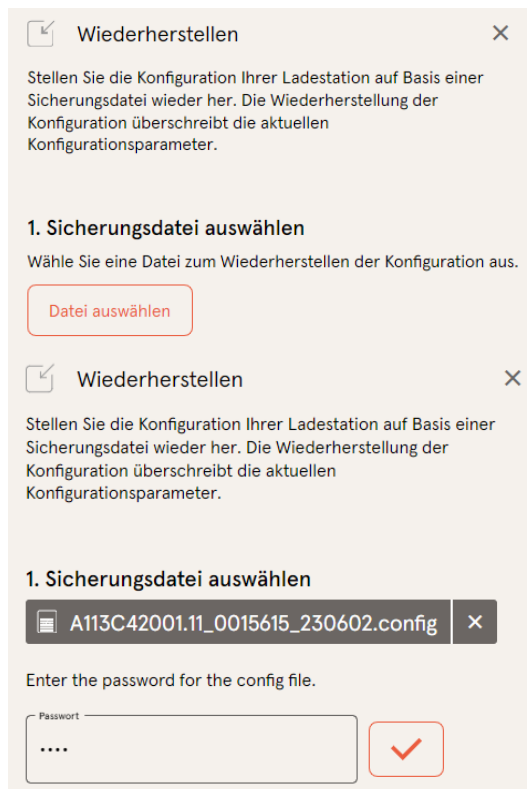 Wiederherstellen
Stellen Sie die Konfiguration Ihrer Ladestation auf Basis einer
Sicherungsdatei wieder her. Die Wiederherstellung der
Konfiguration überschreibt die aktuellen
Konfigurationsparameter.
1. Sicherungsdatei auswählen
Wähle Sie eine Datei zum Wiederherstellen der Konfiguration aus.
Datei auswählen
Wiederherstellen
Stellen Sie die Konfiguration Ihrer Ladestation auf Basis einer
Sicherungsdatei wieder her. Die Wiederherstellung der
Konfiguration überschreibt die aktuellen
Konfigurationsparameter.
1. Sicherungsdatei auswählen
A113C42001.11_0015615_230602.config
Enter the password for the config file.
Passwort
••••